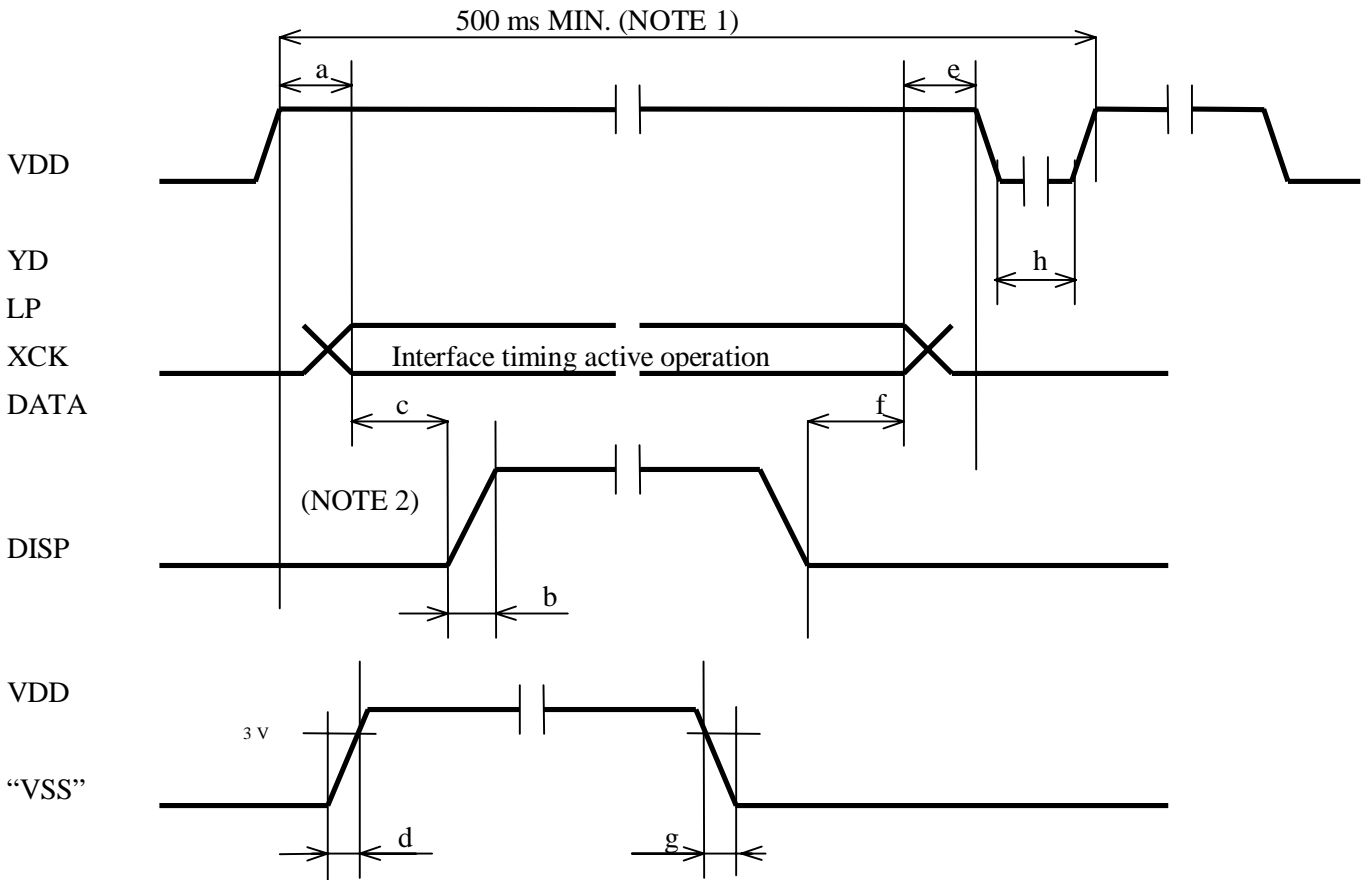 500 ms MIN. (NOTE 1)
a
e
VDD
YD
h
LP
XCK
Interface timing active operation
DATA
c
f
(NOTE 2)
DISP
b
VDD
3 V
“VSS”
d
g